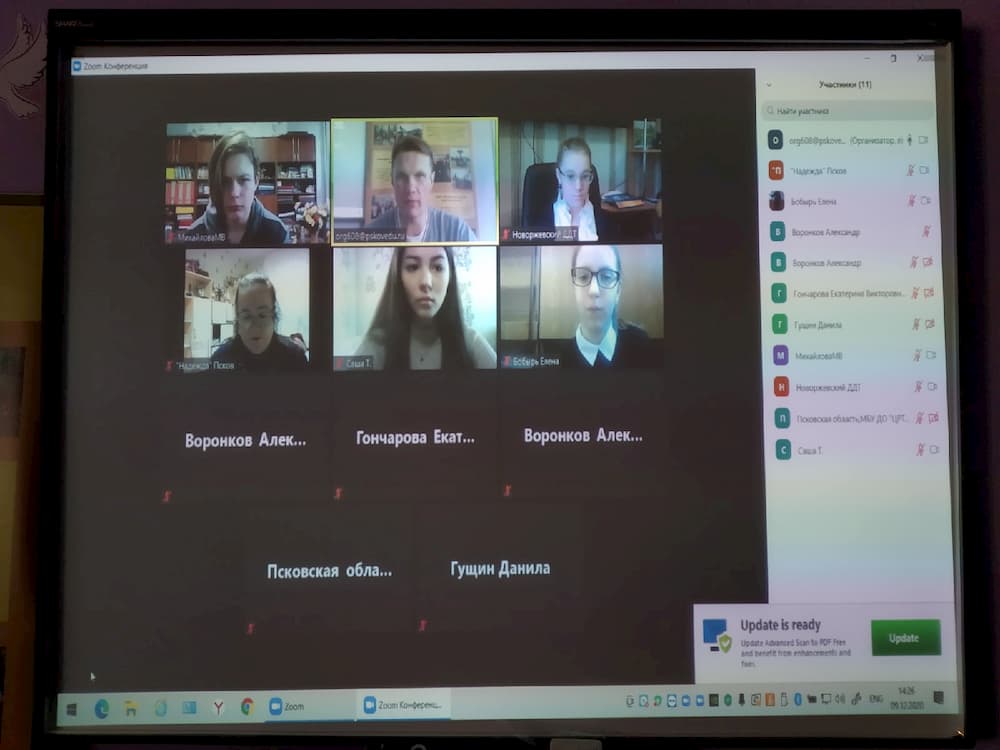 SHARP
Zoom Конференция
Участники (11)
Найти участника
org608@pskove... (Организатор, я)
"Надежда" Псков
Бобырь Елена
Воронков Александр
Воронков Александр
Гончарова Екатерина Викторовн...
Гущин Данила
МихайловаМВ
Новоржевский ДДТ
Псковская область,МБУ ДО "ЦРТ...
Саша Т.
О
"П
В
В
Г
Г
М
Н
П
С
МихайловаМВ
org608@pskovedu.ru
Новоржевский ДДТ
"Надежда" Псков
Саша Т.
Бобырь Елена
Воронков Алек...
Гончарова Екат...
Воронков Алек...
Псковская обла...
Гущин Данила
Update is ready
Update Advanced Scan to PDF Free
and benefit from enhancements and
fixes.
Update
Zoom
Zoom Конференц...
ENG
14:26
09.12.2020